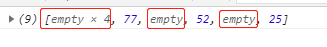 ▶(9) [empty × 4, 77, empty, 52, empty, 25]